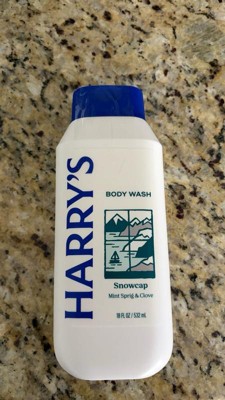 HARRY'S
BODY WASH
Snowcap
Mint Sprig & Clove
18 FL OZ / 532 mL